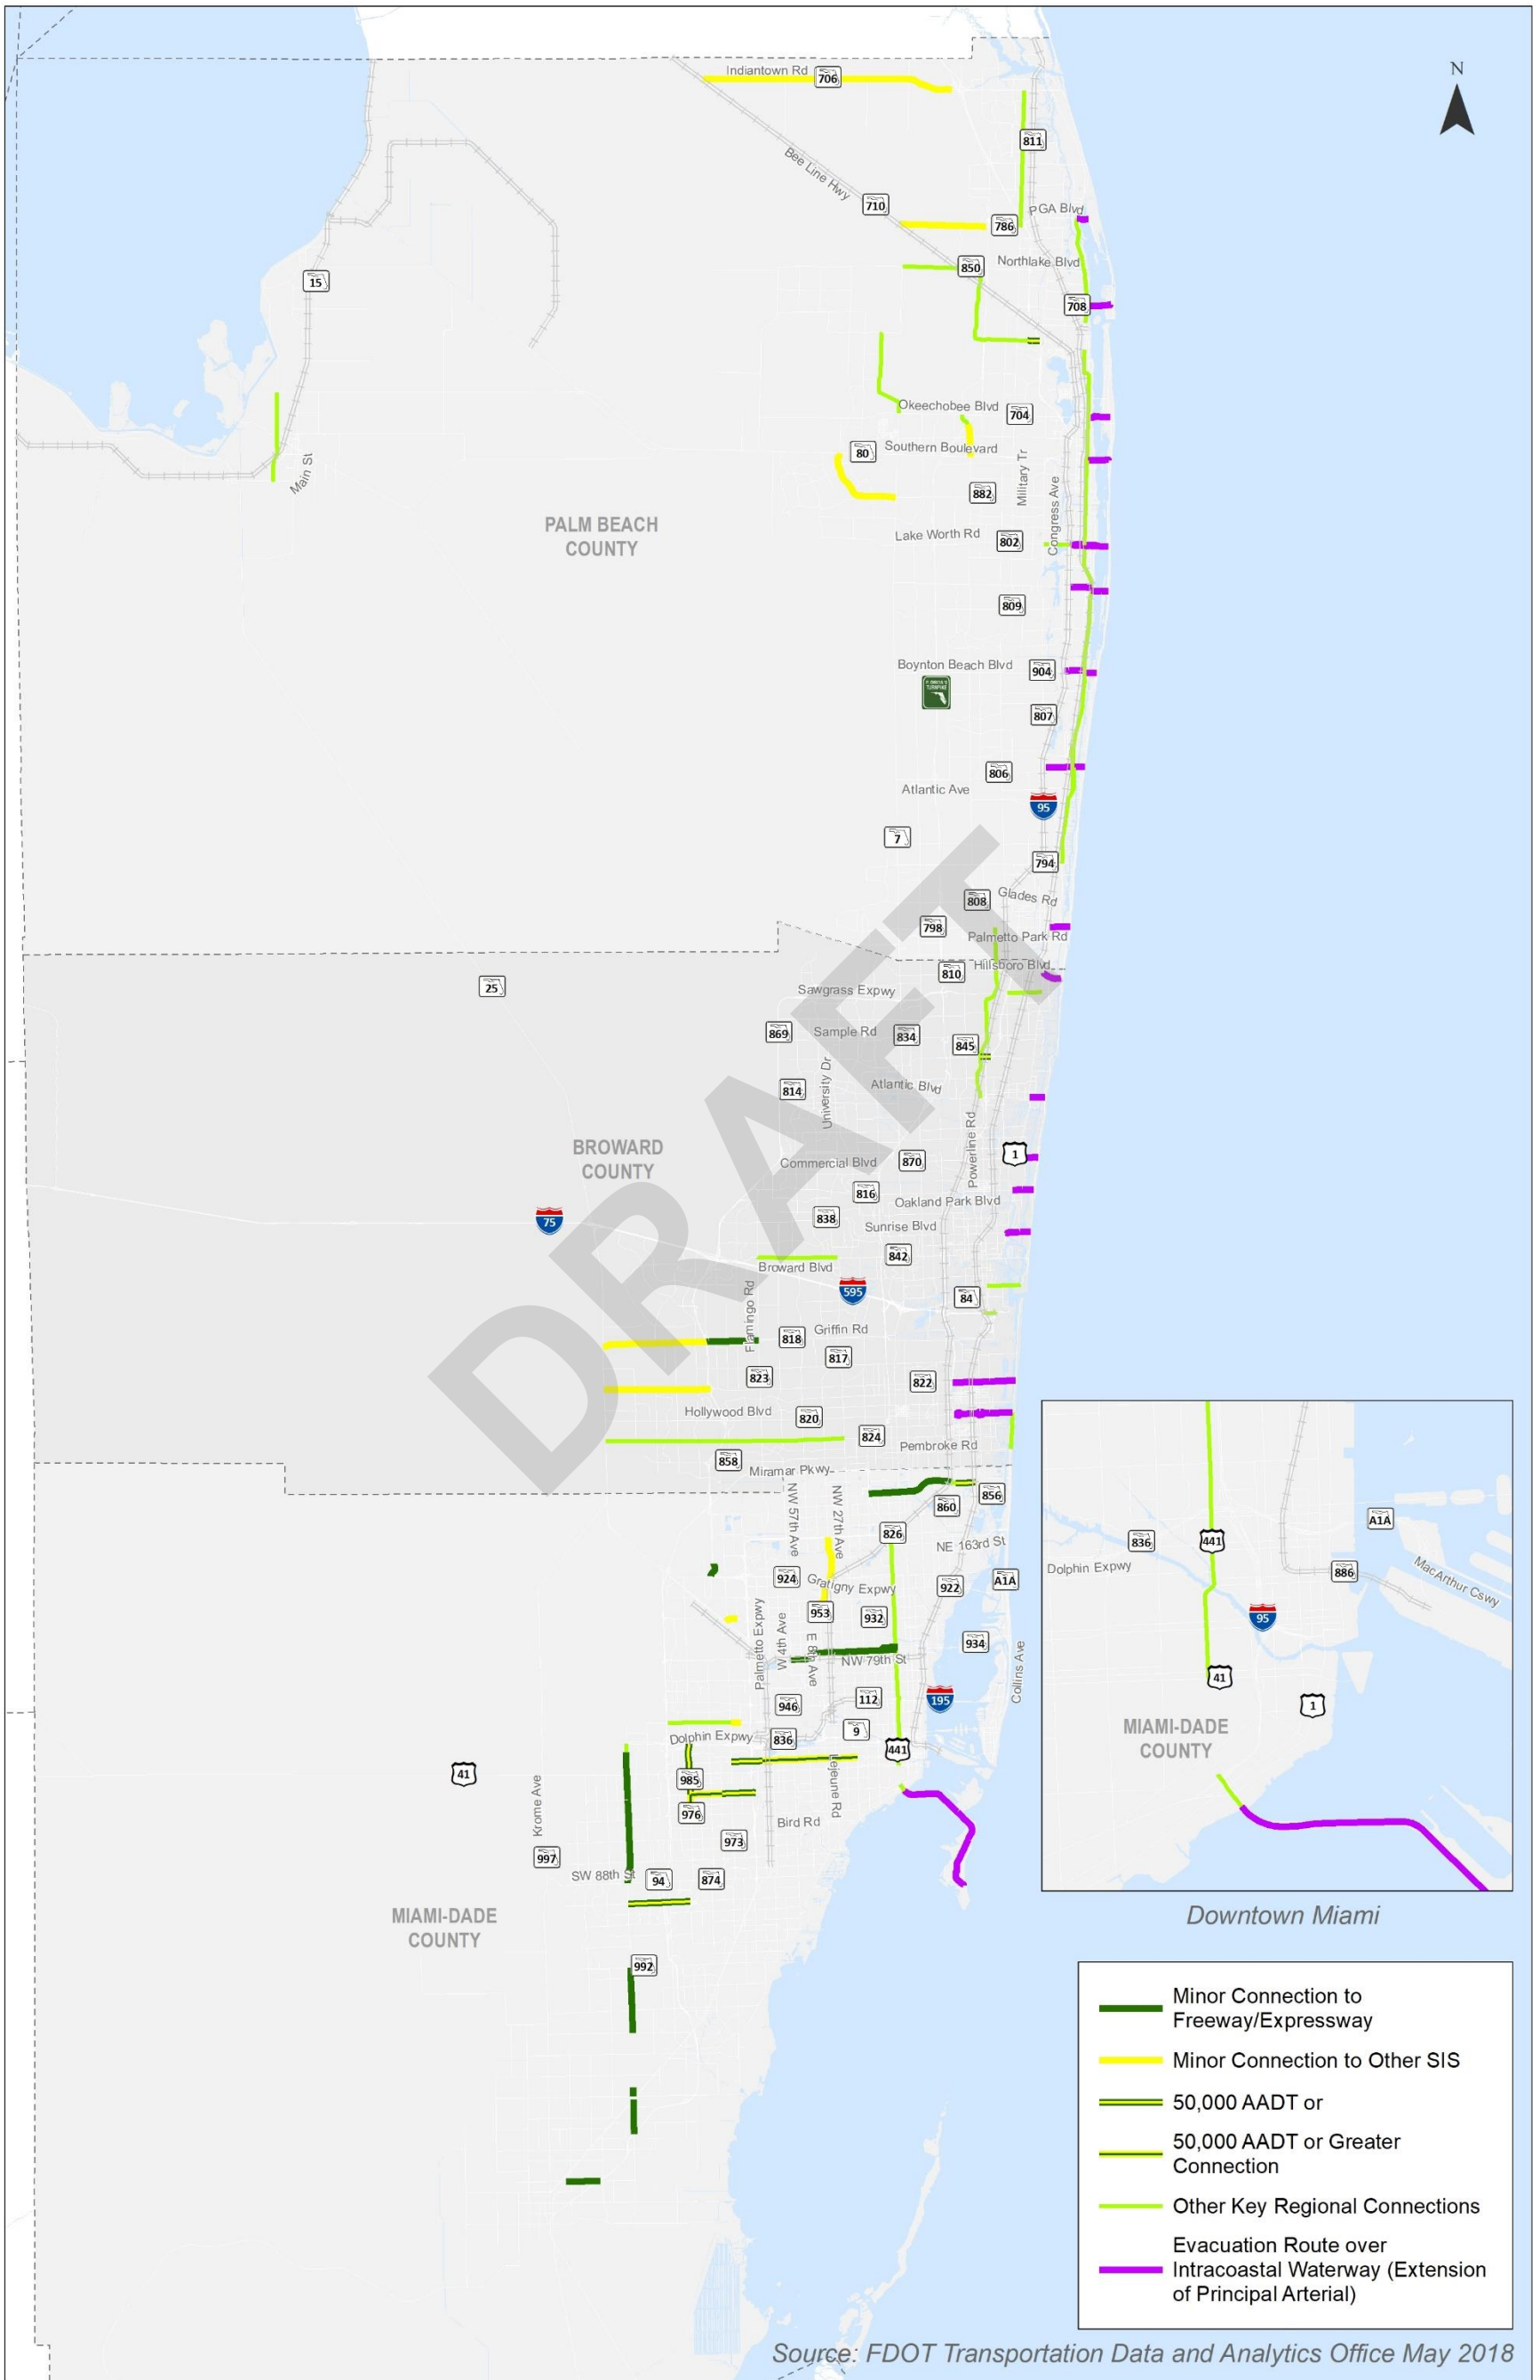 N
Indiantown Rd
706
811
Bee Line Hwy
710
PGA Blvd
786
Northlake Blvd
850
15
708
Okeechobee Blvd
704
80
Southern Boulevard
Main St
Military Tr
Congress Ave
882
PALM BEACH
COUNTY
Lake Worth Rd
802
809
Boynton Beach Blvd
904
FLORIDA'S
TURNPIKE
807
806
Atlantic Ave
95
7
794
808
Glades Rd
798
Palmetto Park Rd
810
Hillsboro Blvd
25
Sawgrass Expwy
869
Sample Rd
834
845
814
University Dr
Atlantic Blvd
DRAFT
BROWARD
COUNTY
Powerline Rd
Commercial Blvd
870
1
816
Oakland Park Blvd
838
Sunrise Blvd
75
842
Broward Blvd
595
84
Flamingo Rd
818
Griffin Rd
817
823
822
Hollywood Blvd
820
824
Pembroke Rd
858
Miramar Pkwy
NW 57th Ave
NW 27th Ave
856
860
826
NE 163rd St
924
Gratigny Expwy
922
A1A
953
932
Palmetto Expwy
W 4th Ave
E 8th Ave
934
NW 79th St
Collins Ave
946
112
195
9
Dolphin Expwy
836
441
41
985
Lejeune Rd
Krome Ave
976
Bird Rd
973
997
SW 88th St
94
874
MIAMI-DADE
COUNTY
992
A1A
836
441
Dolphin Expwy
886
MacArthur Cswy
95
41
1
MIAMI-DADE
COUNTY
Downtown Miami
Minor Connection to
Freeway/Expressway
Minor Connection to Other SIS
50,000 AADT or
50,000 AADT or Greater
Connection
Other Key Regional Connections
Evacuation Route over
Intracoastal Waterway (Extension
of Principal Arterial)
Source: FDOT Transportation Data and Analytics Office May 2018